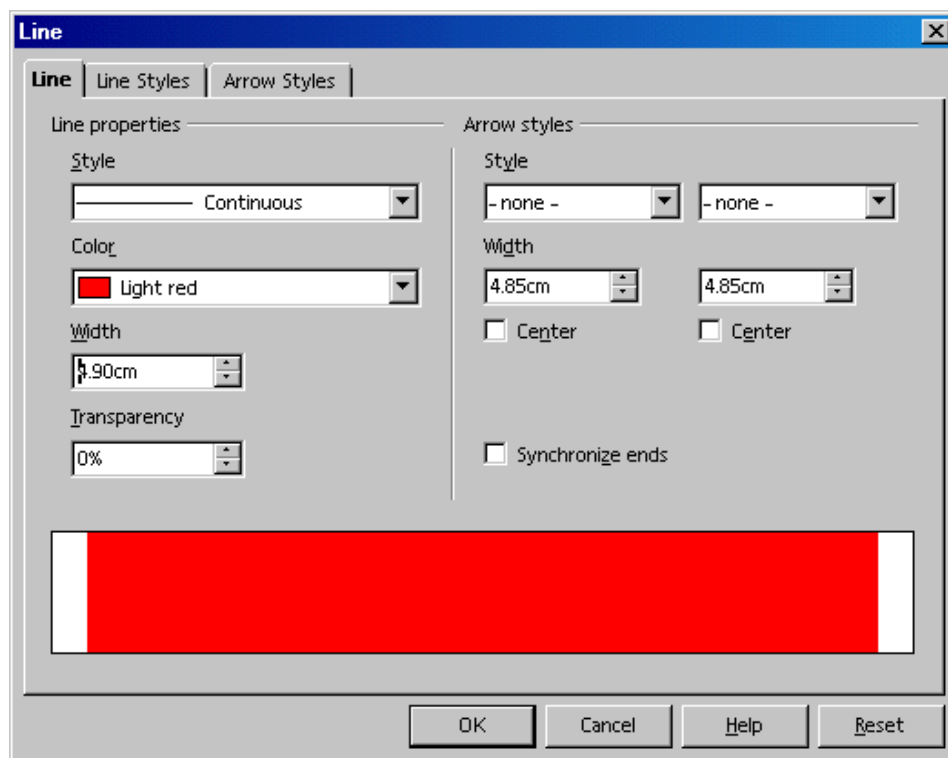 Line
Line Line Styles Arrow Styles
Line properties
Style
Continuous
Color
Light red
Width
.90cm
Transparency
0%
Arrow styles
Style
- none - - none -
Width
4.85cm 4.85cm
Center Center
Synchronize ends
OK Cancel Help Reset